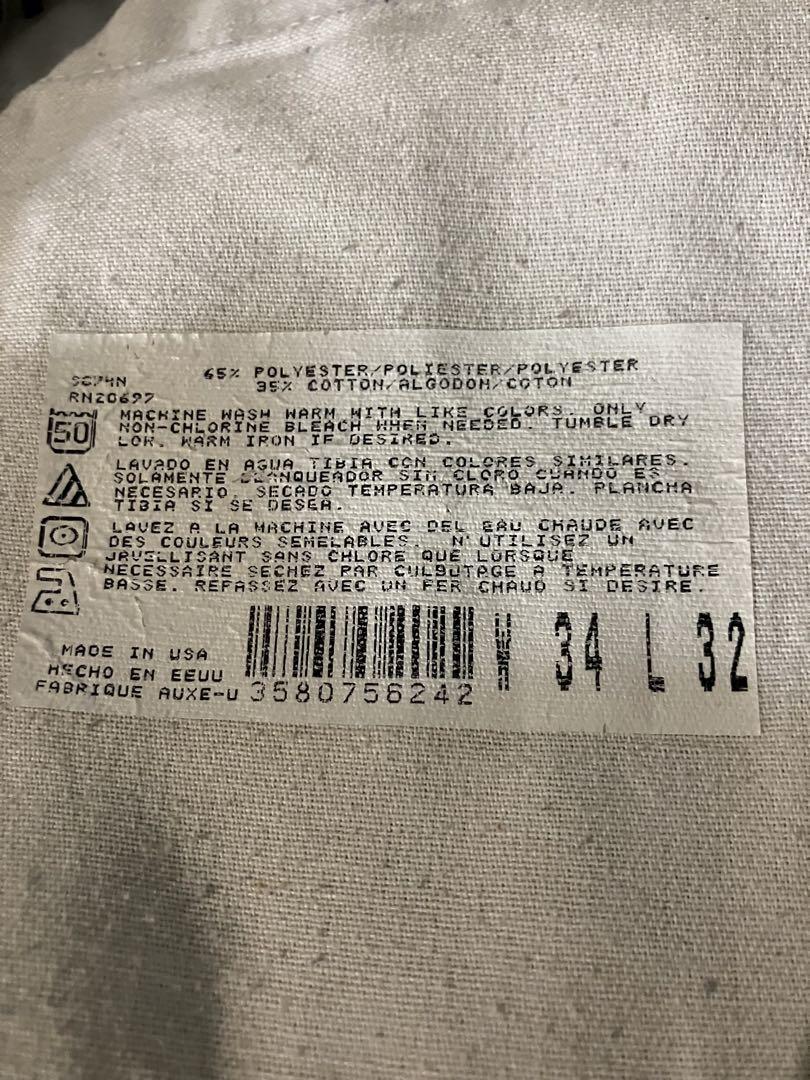 65% POLYESTER/POLIESTER/POLYESTER
35% COTTON/ALGODON/COTON
RN20697
50
MACHINE WASH WARM WITH LIKE COLORS. ONLY
NON-CHLORINE BLEACH WHEN NEEDED. TUMBLE DRY
LOW. WARM IRON IF DESIRED.
LAVADO EN AGUA TIBIA CON COLORES SIMILARES.
SOLAMENTE BLANQUEADOR SIN CLORO CUANDO ES
NECESARIO. SECADO TEMPERATURA BAJA. PLANCHA
TIBIA SI SE DESEA.
LAVEZ A LA MACHINE AVEC DEL EAU CHAUDE AVEC
DES COULEURS SEMELABLES. N'UTILISEZ UN
SANS CHLORE QUE LORSQUE
NECESSAIRE SECHEZ PAR CULBUTAGE A TEMPERATURE
BASSE. REPASSEZ AVEC UN FER CHAUD SI DESIRE.
MADE IN USA
HECHO EN EEUU
FABRIQUE AUXE-U
3580756242
W 34 L 32